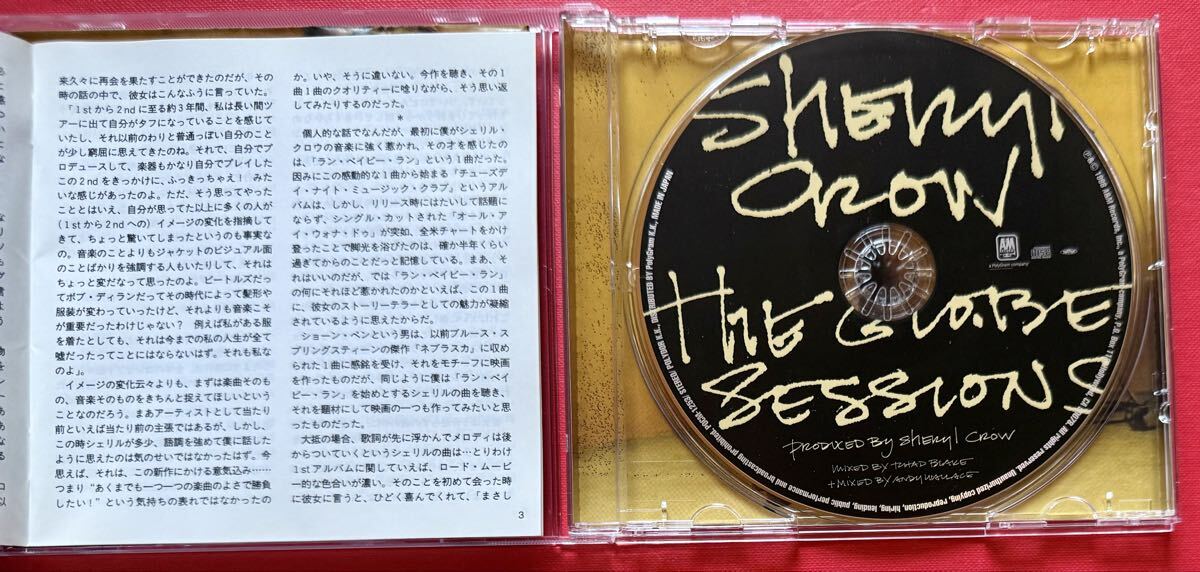 来久々に再会を果たすことができたのだが、その
時の話の中で、彼女はこんなふうに言っていた。
「1stから2ndに至る約3年間、私は長い間ツ
アーに出て自分がタフになっていることを感じて
いたし、それ以前のわりと普通っぽい自分のこと
が少し窮屈に思えてきたのね。それで、自分でプ
ロデュースして、楽器もかなり自分でプレイした
この2ndをきっかけに、ふっきっちゃえ！ みた
いな感じがあったのよ。ただ、そう思ってやった
こととはいえ、自分が思ってた以上に多くの人が
(1stから2ndへの) イメージの変化を指摘して
きて、ちょっと驚いてしまったというのも事実な
の。音楽のことよりもジャケットのビジュアル面
のことばかりを強調する人もいたりして、それは
ちょっと変だなって思ったのよ。ビートルズだっ
てボブ・ディランだってその時代によって髪形や
服装が変わっていったけど、それよりも音楽こそ
が重要だったわけじゃない？ 例えば私がある服
を着たとしても、それは今までの私の人生が全て
嘘だったってことにはならないはず。それも私な
のよ」。
イメージの変化云々よりも、まずは楽曲そのも
の、音楽そのものをきちんと捉えてほしいという
ことなのだろう。まあアーティストとして当たり
前といえば当たり前の主張ではあるが、しかし、
この時シェリルが多少、語調を強めて僕に話した
ように思えたのは気のせいではなかったはず。今
思えば、それは、この新作にかける意気込み……
つまり“あくまでも一つ一つの楽曲のよさで勝負
したい！”という気持ちの表れではなかったの
か。いや、そうに違いない。今作を聴き、その1
曲1曲のクオリティーに唸りながら、そう思い返
してみたりするのだった。
*
個人的な話でなんだが、最初に僕がシェリル・
クロウの音楽に強く惹かれ、その才を感じたの
は、「ラン・ベイビー・ラン」という1曲だった。
因みにこの感動的な1曲から始まる『チューズデ
イ・ナイト・ミュージック・クラブ』というアル
バムは、しかし、リリース時にはたいして話題に
ならず、シングル・カットされた「オール・ア
イ・ウォナ・ドゥ」が突如、全米チャートをかけ
登ったことで脚光を浴びたのは、確か半年くらい
過ぎてからのことだったと記憶している。まあ、そ
れはいいのだが、では「ラン・ベイビー・ラン」
の何にそれほど惹かれたのかといえば、この1曲
に、彼女のストーリーテラーとしての魅力が凝縮
されているように思えたからだ。
ショーン・ペンという男は、以前ブルース・ス
プリングスティーンの傑作『ネブラスカ』に収め
られた1曲に感銘を受け、それをモチーフに映画
を作ったものだが、同じように僕は「ラン・ベイ
ビー・ラン」を始めとするシェリルの曲を聴き、
それを題材にして映画の一つも作ってみたいと思
ったものだった。
大抵の場合、歌詞が先に浮かんでメロディは後
からついていくというシェリルの曲は…とりわけ
1stアルバムに関していえば、ロード・ムービ
ー的な色合いが濃い。そのことを初めて会った時
に彼女に言うと、ひどく喜んでくれて、「まさし
3
SHERYL
CROW
THE GLOBE
SESSIONS
PRODUCED BY SHERYL CROW
MIXED BY TCHAD BLAKE
+ MIXED BY ANDY WALLACE
A&M
a PolyGram company
DISTRIBUTED BY PolyGram K.K., MADE IN JAPAN
℗&© 1998 A&M Records, Inc., a PolyGram company,
All rights reserved. Unauthorized copying, reproduction, hiring, lending, public performance and broadcasting prohibited.
STEREO/ POLYDOR K.K.,